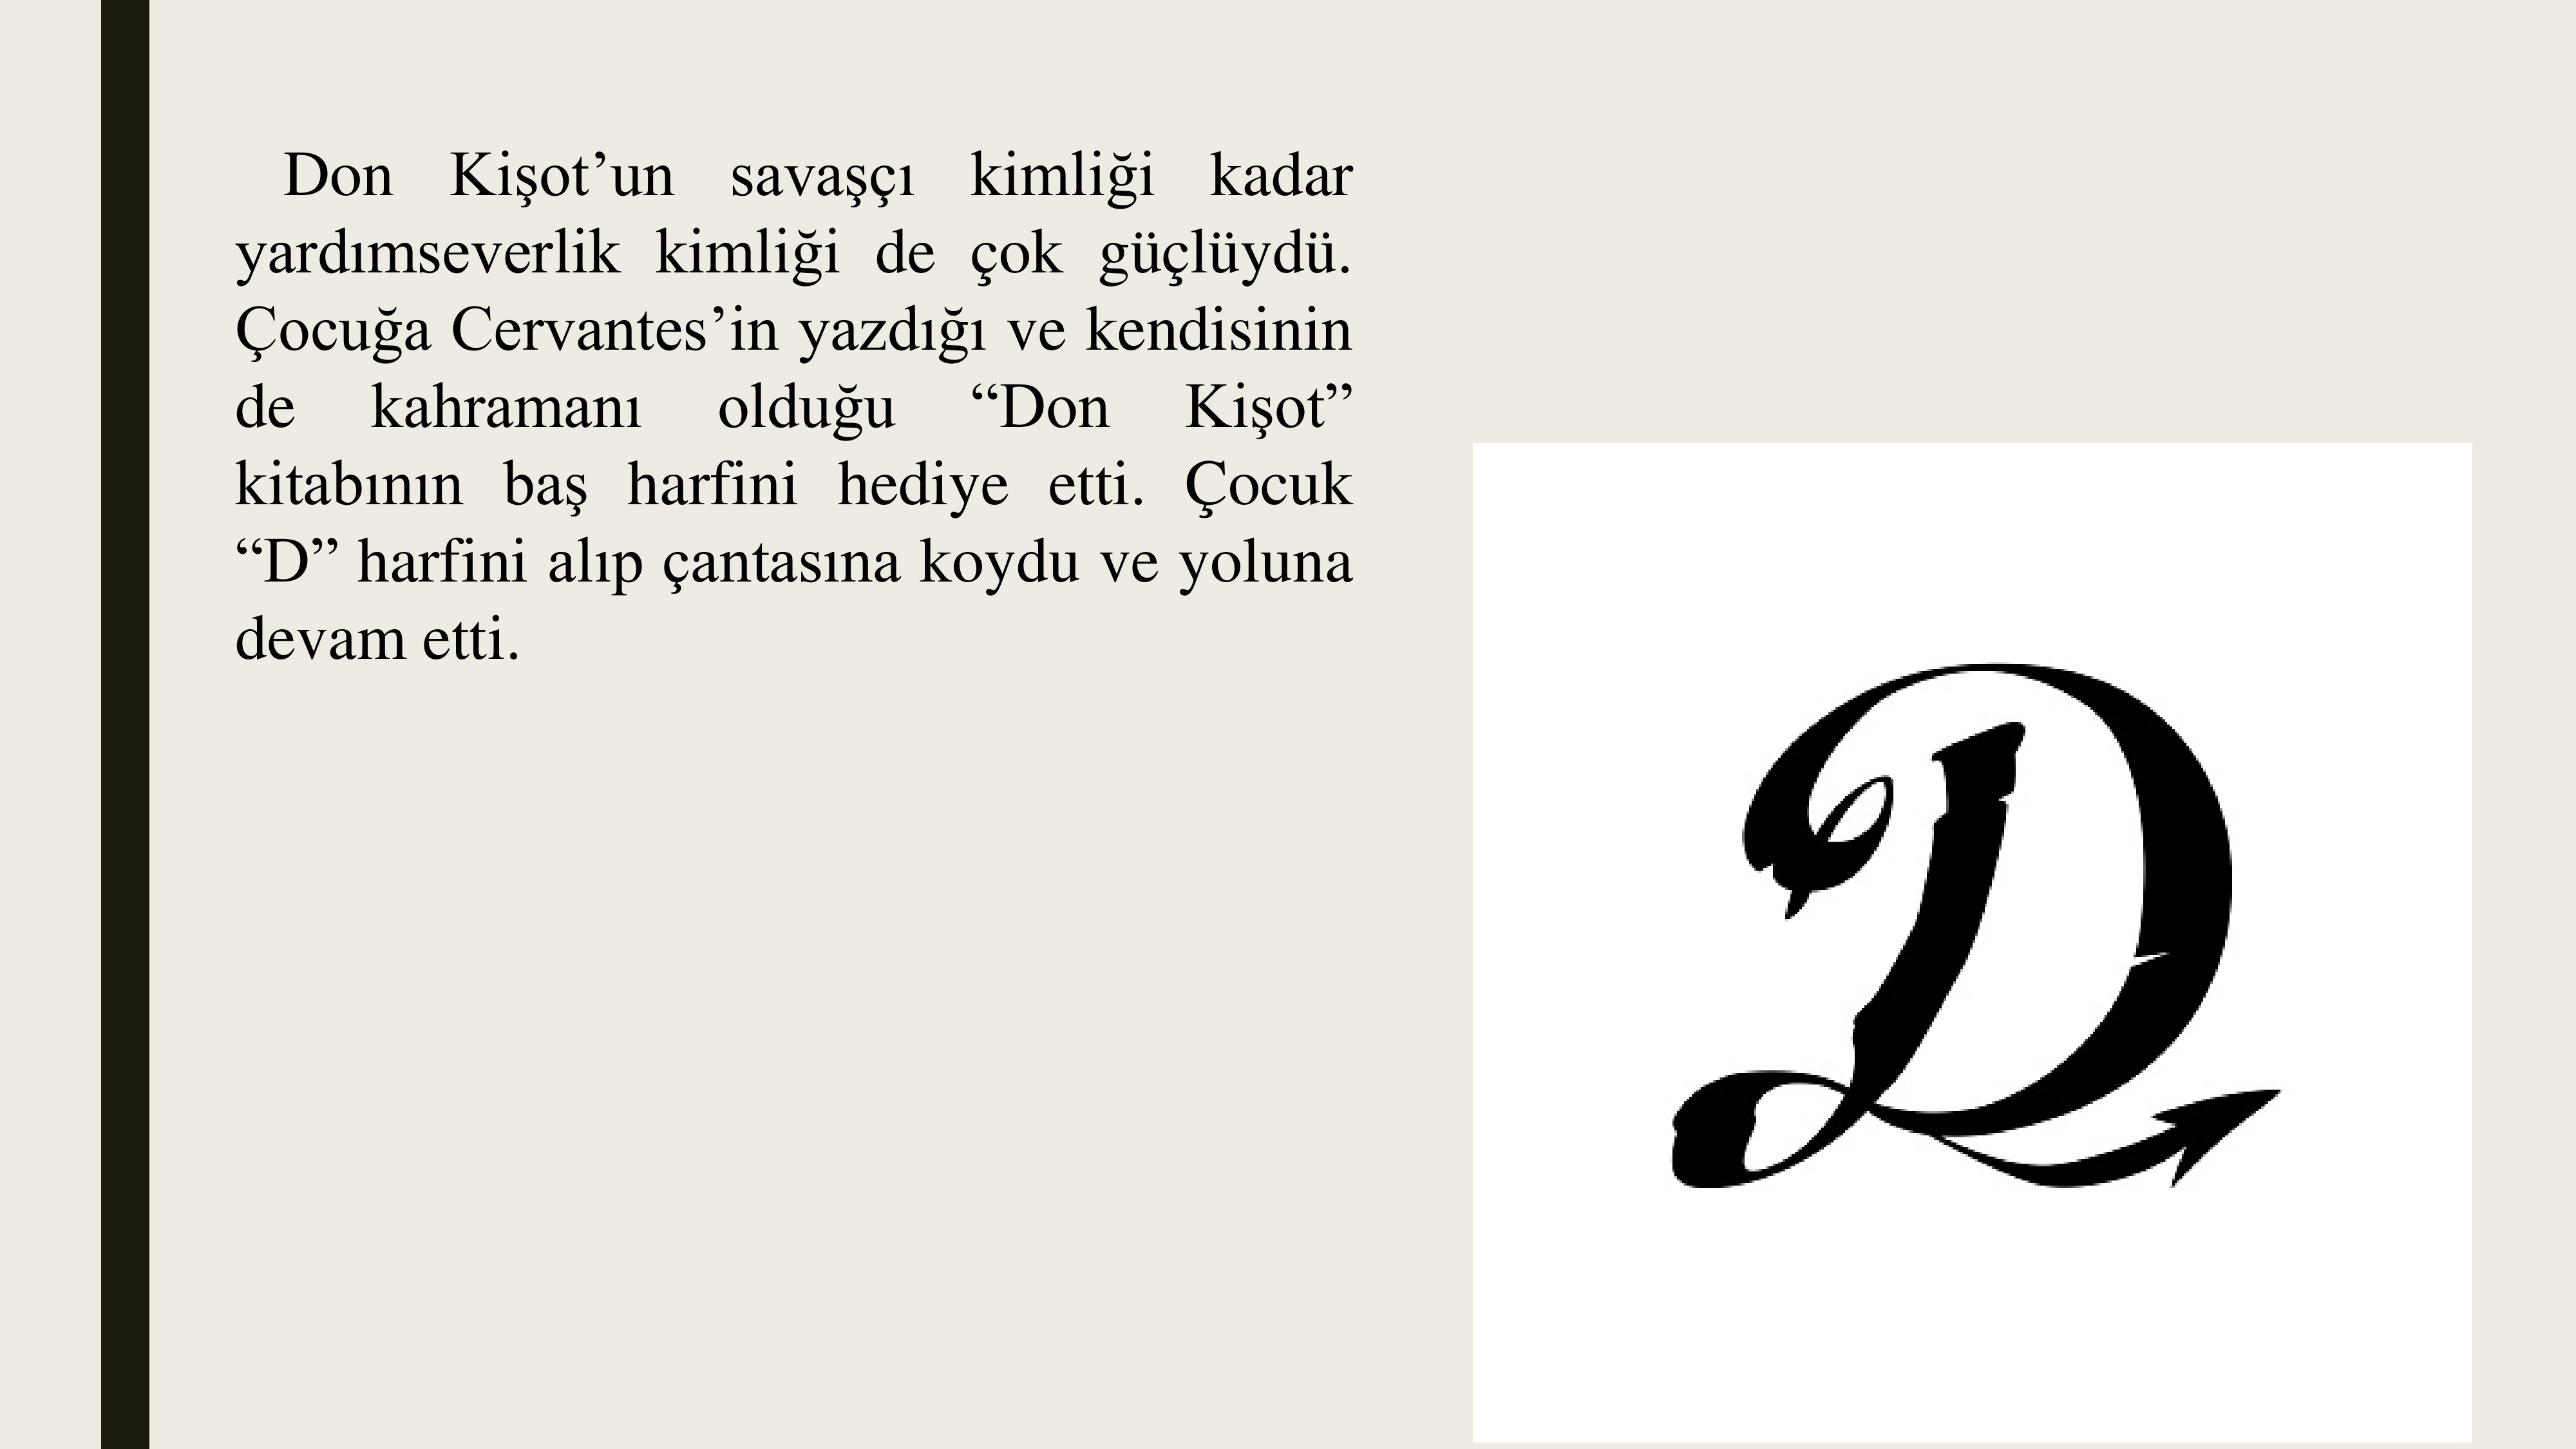 Don Kişot’un savaşçı kimliği kadar
yardımseverlik kimliği de çok güçlüydü.
Çocuğa Cervantes’in yazdığı ve kendisinin
de kahramanı olduğu “Don Kişot”
kitabının baş harfini hediye etti. Çocuk
“D” harfini alıp çantasına koydu ve yoluna
devam etti.
D